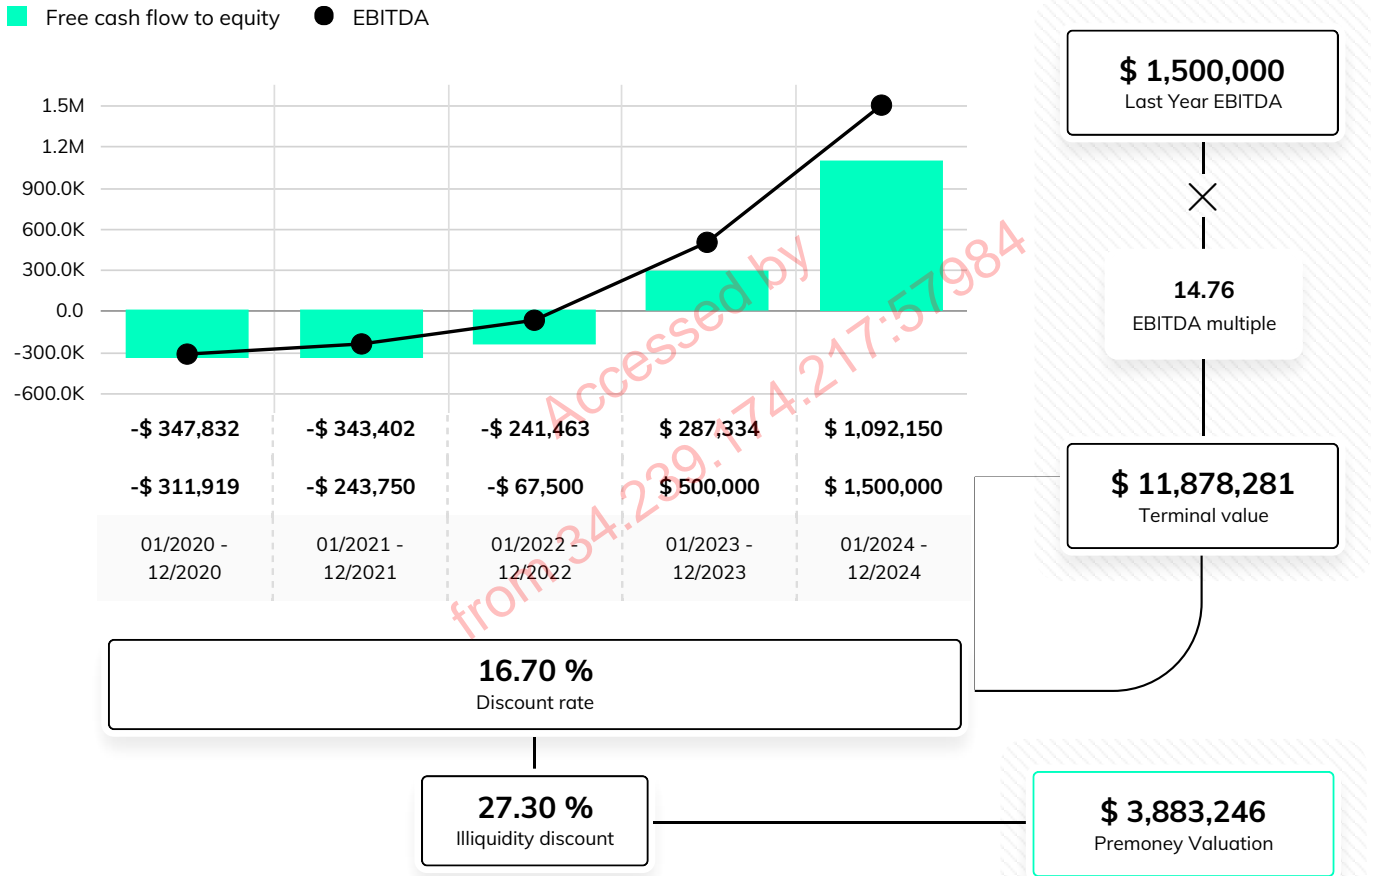 Free cash flow to equity
EBITDA
1.5M
1.2M
900.0K
600.0K
300.0K
0.0
-300.0K
-600.0K
-$ 347,832 -$ 343,402 -$ 241,463 $ 287,334 $ 1,092,150
-$ 311,919 -$ 243,750 -$ 67,500 $ 500,000 $ 1,500,000
01/2020 - 01/2021 - 01/2022 - 01/2023 - 01/2024 -
12/2020 12/2021 12/2022 12/2023 12/2024
$ 1,500,000
Last Year EBITDA
14.76
EBITDA multiple
$ 11,878,281
Terminal value
16.70 %
Discount rate
27.30 %
Illiquidity discount
$ 3,883,246
Premoney Valuation
Accessed by
from 34.239.174.217:57984